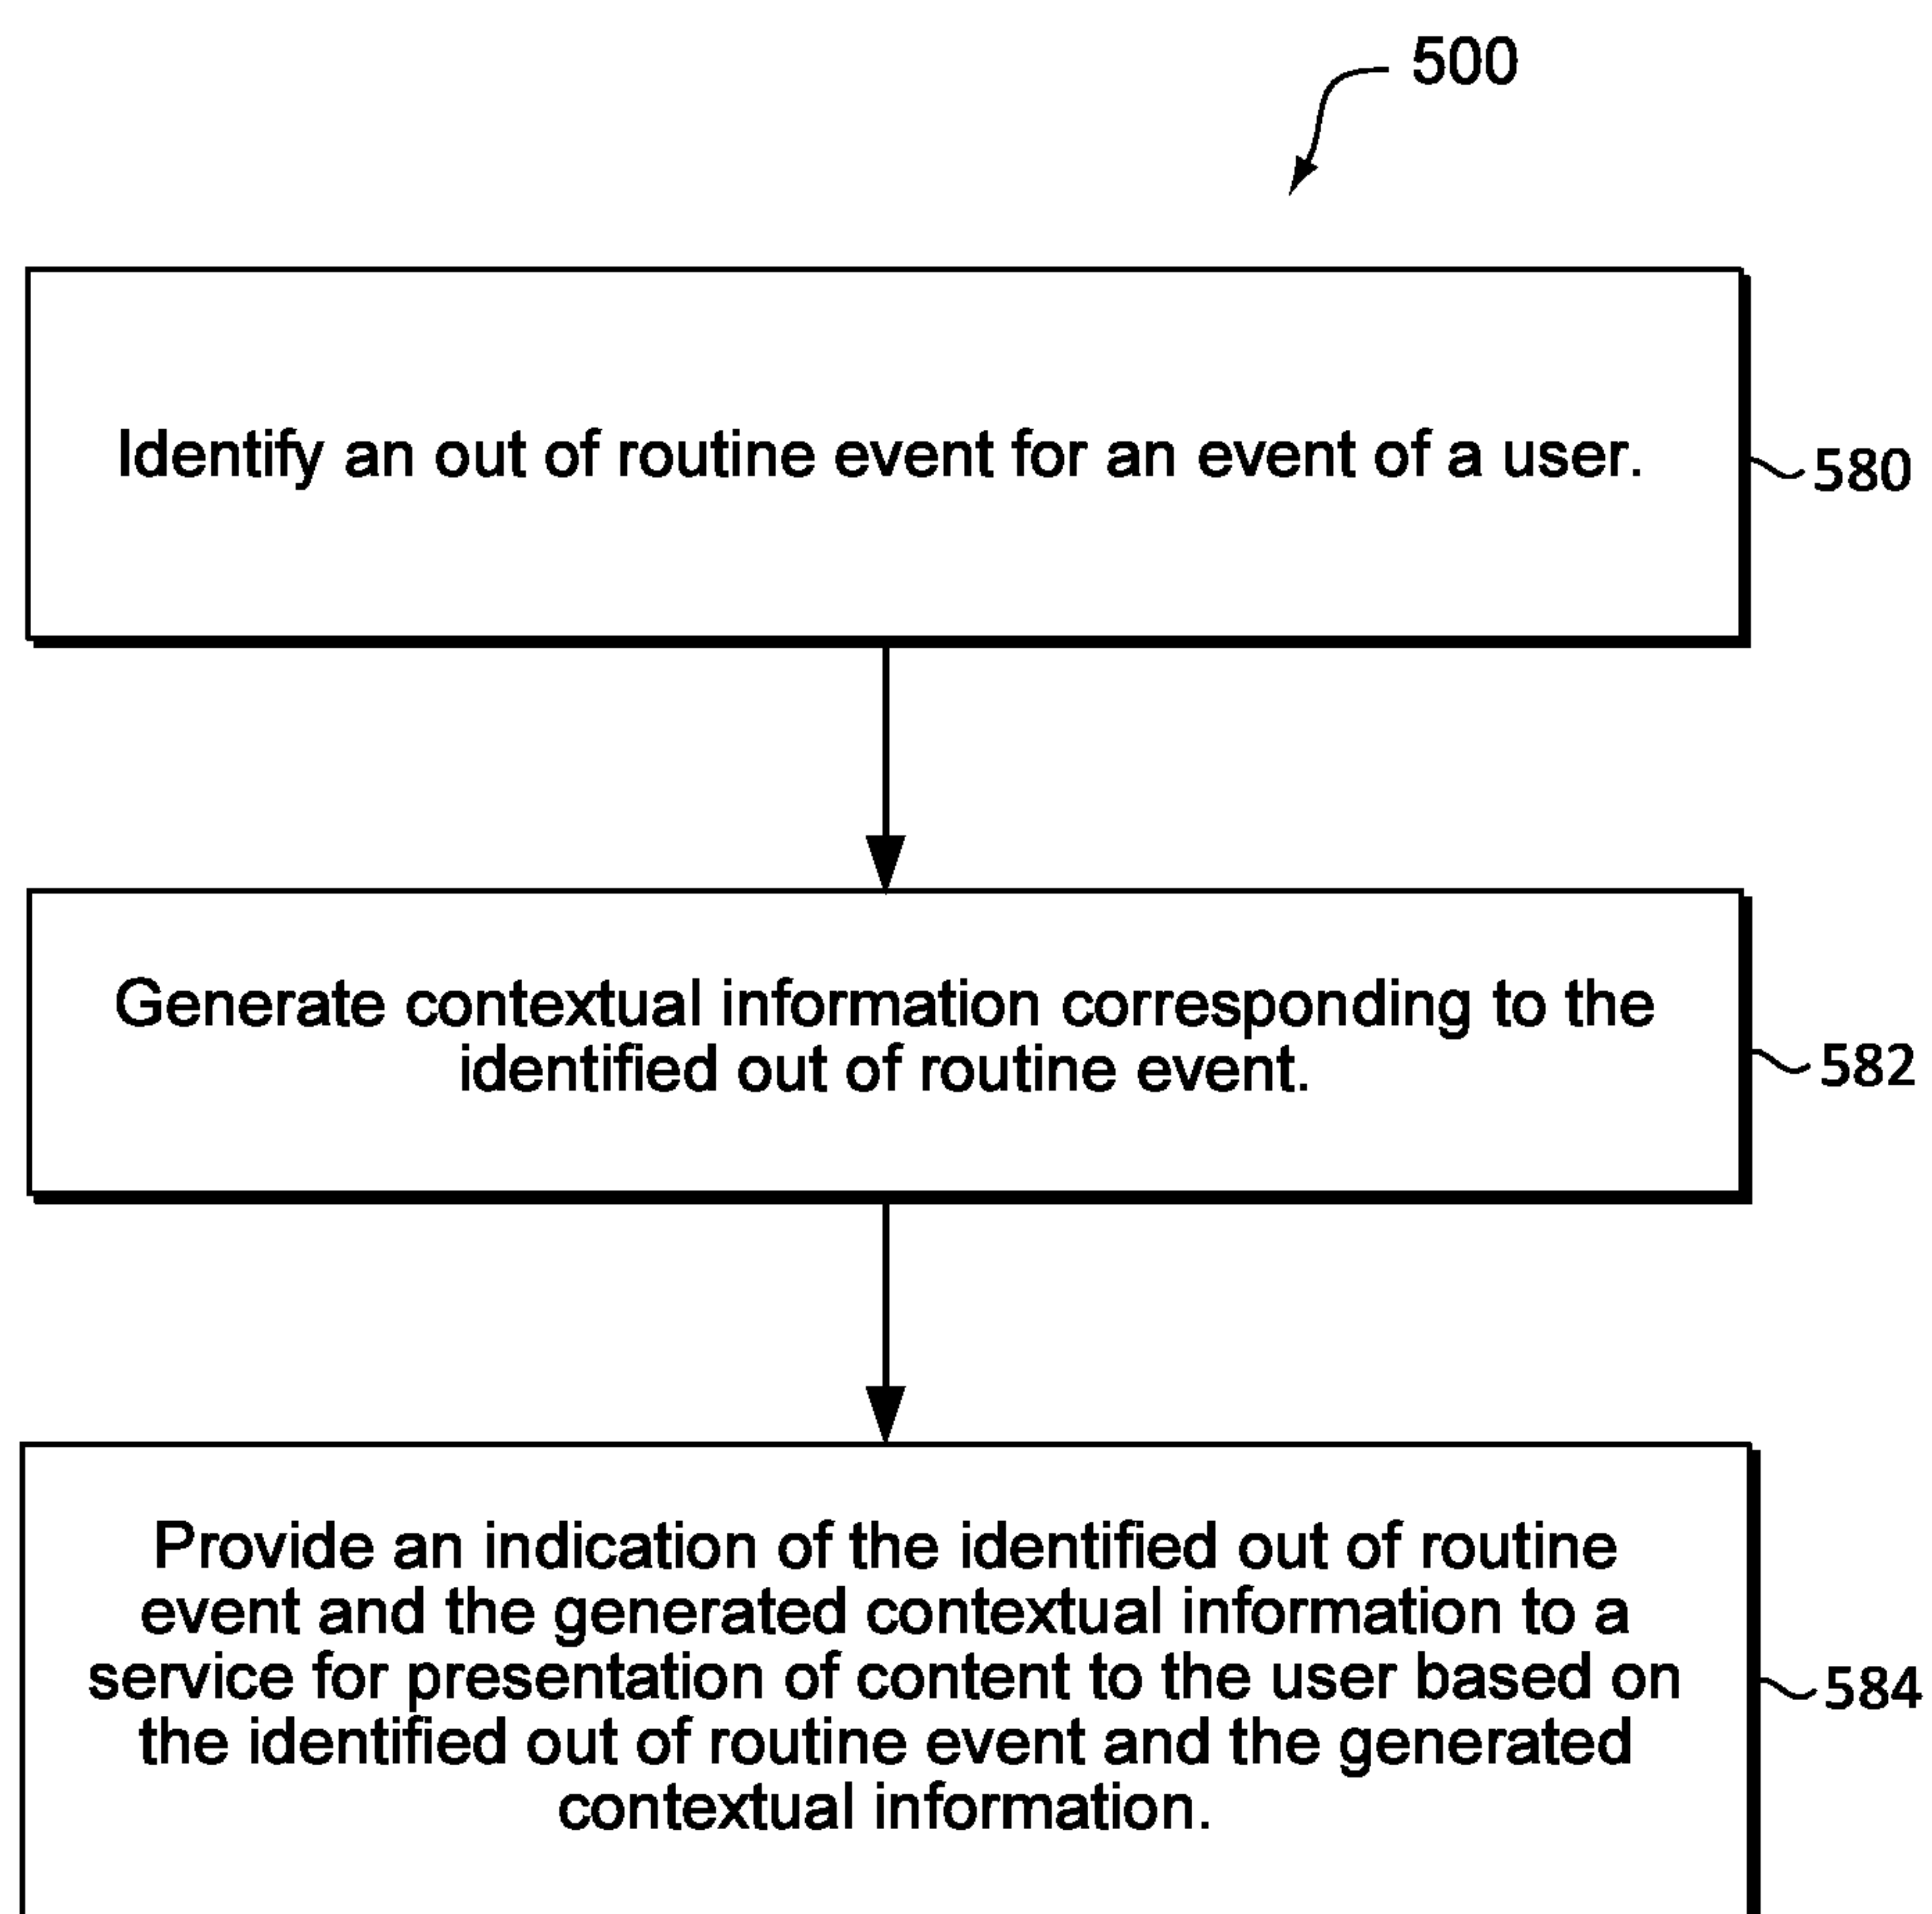 500
Identify an out of routine event for an event of a user.
580
Generate contextual information corresponding to the
identified out of routine event.
582
Provide an indication of the identified out of routine
event and the generated contextual information to a
service for presentation of content to the user based on
the identified out of routine event and the generated
contextual information.
584